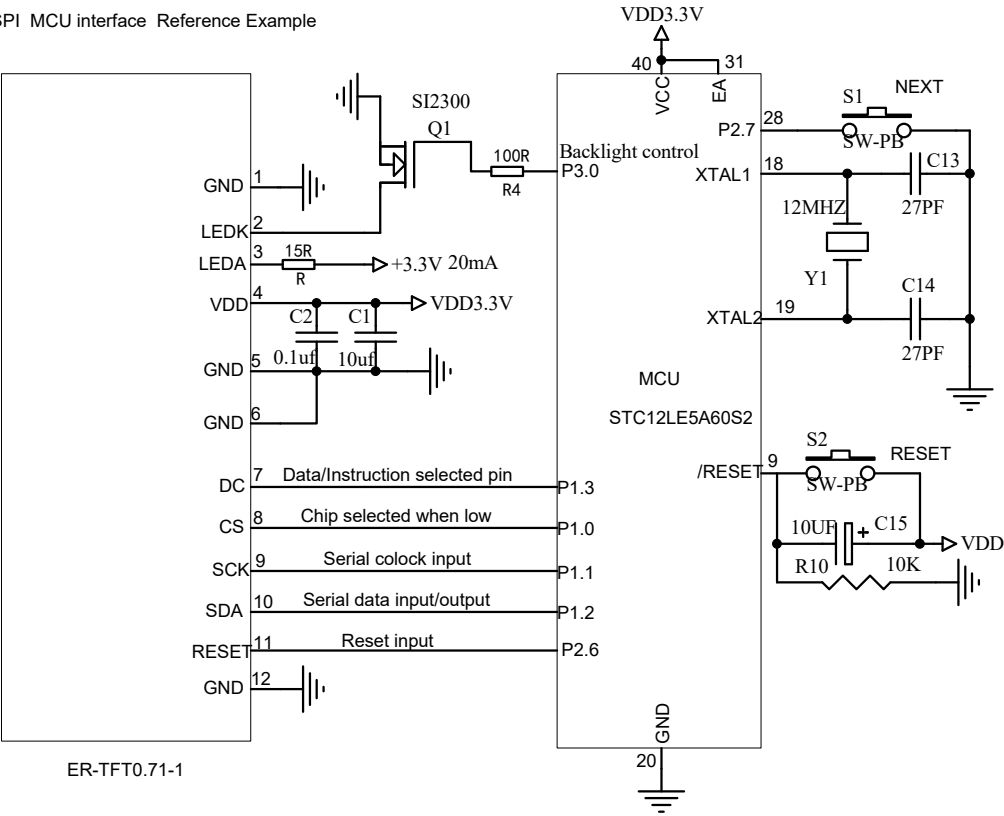 SPI MCU interface Reference Example
VDD3.3V
40
31
VCC
EA
SI2300
Q1
100R
R4
Backlight control
P3.0
P2.7
28
S1
NEXT
SW-PB
XTAL1
18
C13
27PF
12MHZ
Y1
C14
27PF
XTAL2
19
GND
1
LEDK
2
LEDA
3
15R
R
+3.3V 20mA
VDD
4
VDD3.3V
C2
C1
0.1uf
10uf
GND
5
GND
6
MCU
STC12LE5A60S2
DC
7
Data/Instruction selected pin
P1.3
CS
8
Chip selected when low
P1.0
SCK
9
Serial colock input
P1.1
SDA
10
Serial data input/output
P1.2
RESET
11
Reset input
P2.6
GND
12
/RESET
9
S2
RESET
SW-PB
10UF
+
C15
VDD
R10
10K
GND
20
ER-TFT0.71-1